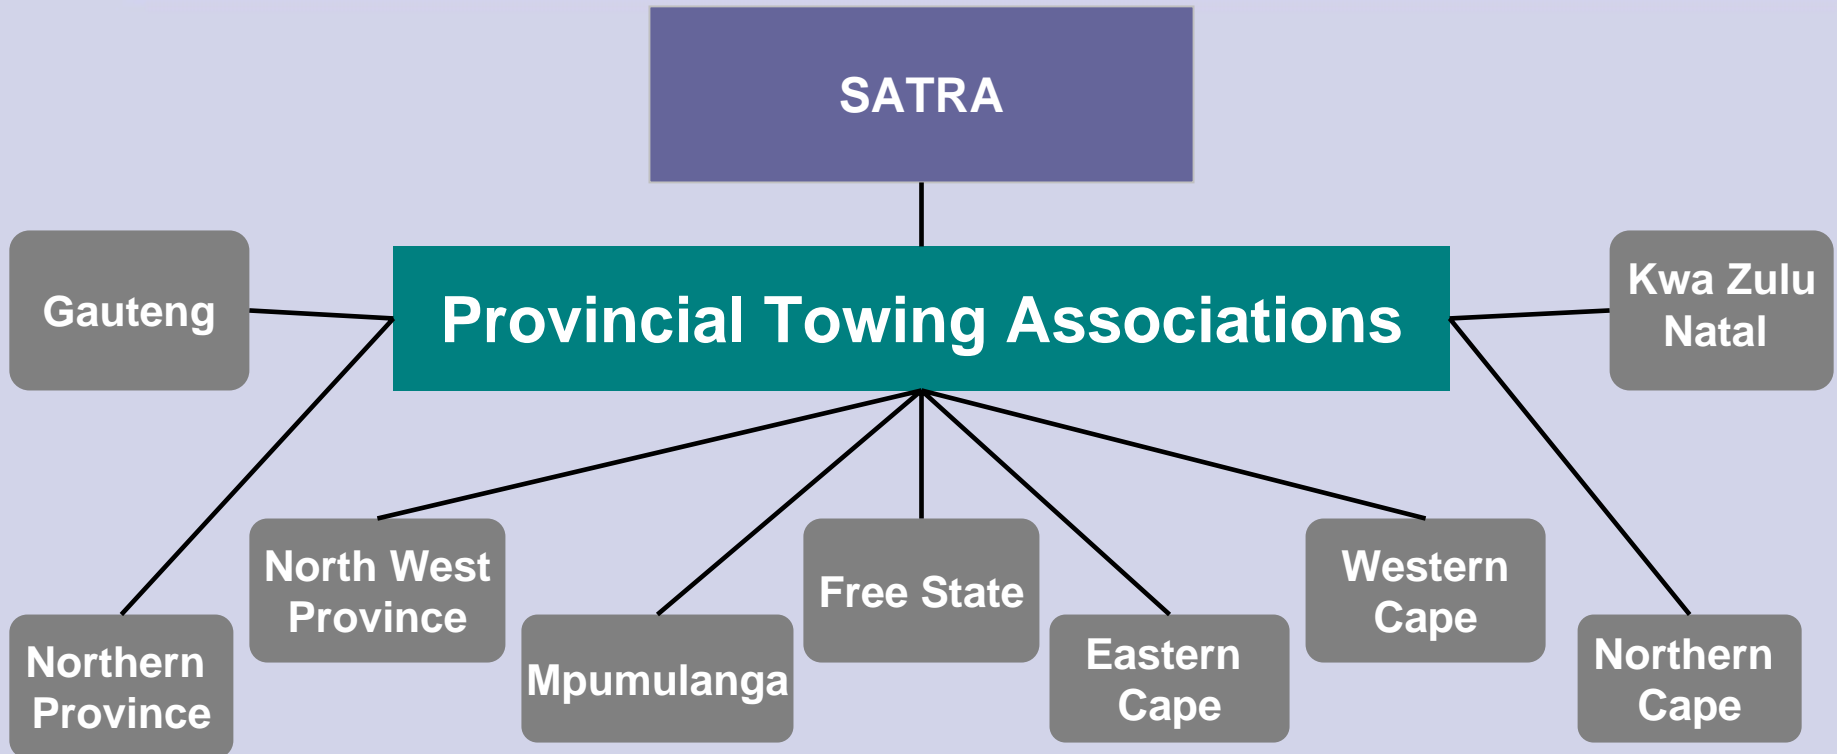 SATRA
Gauteng
Provincial Towing Associations
Kwa Zulu
Natal
North West
Province
Free State
Western
Cape
Northern
Province
Mpumulanga
Eastern
Cape
Northern
Cape